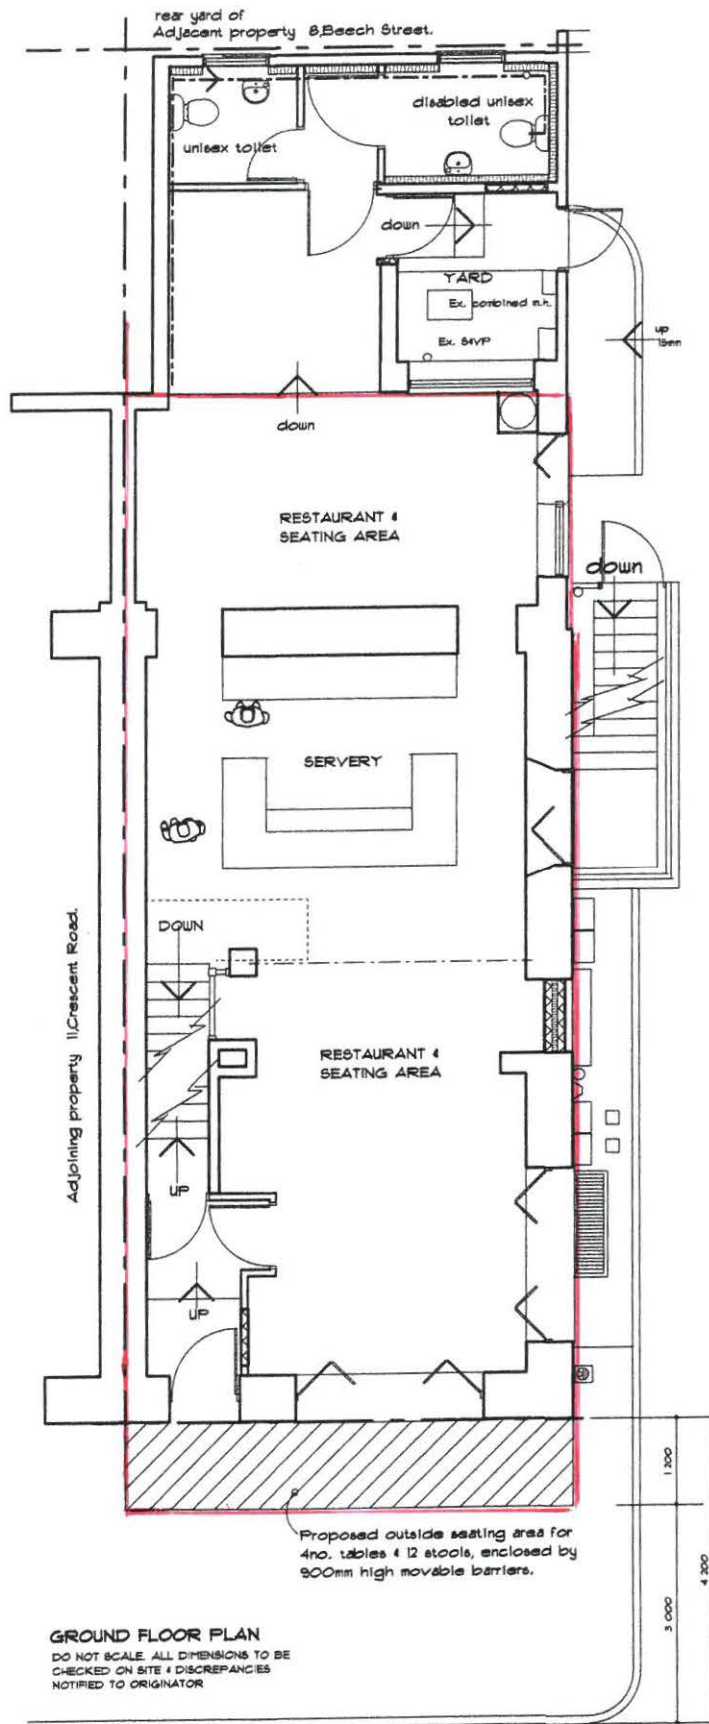 rear yard of
Adjacent property 8,Beech Street.
disabled unisex
toilet
unisex toilet
down
YARD
Ex. combined m.h.
Ex. S&VP
up
15mm
down
RESTAURANT &
SEATING AREA
down
SERVERY
DOWN
Adjoining property 11,Crescent Road.
RESTAURANT &
SEATING AREA
UP
UP
1 200
3 000
4 200
Proposed outside seating area for
4no. tables & 12 stools, enclosed by
900mm high movable barriers.
GROUND FLOOR PLAN
DO NOT SCALE. ALL DIMENSIONS TO BE
CHECKED ON SITE & DISCREPANCIES
NOTIFIED TO ORIGINATOR